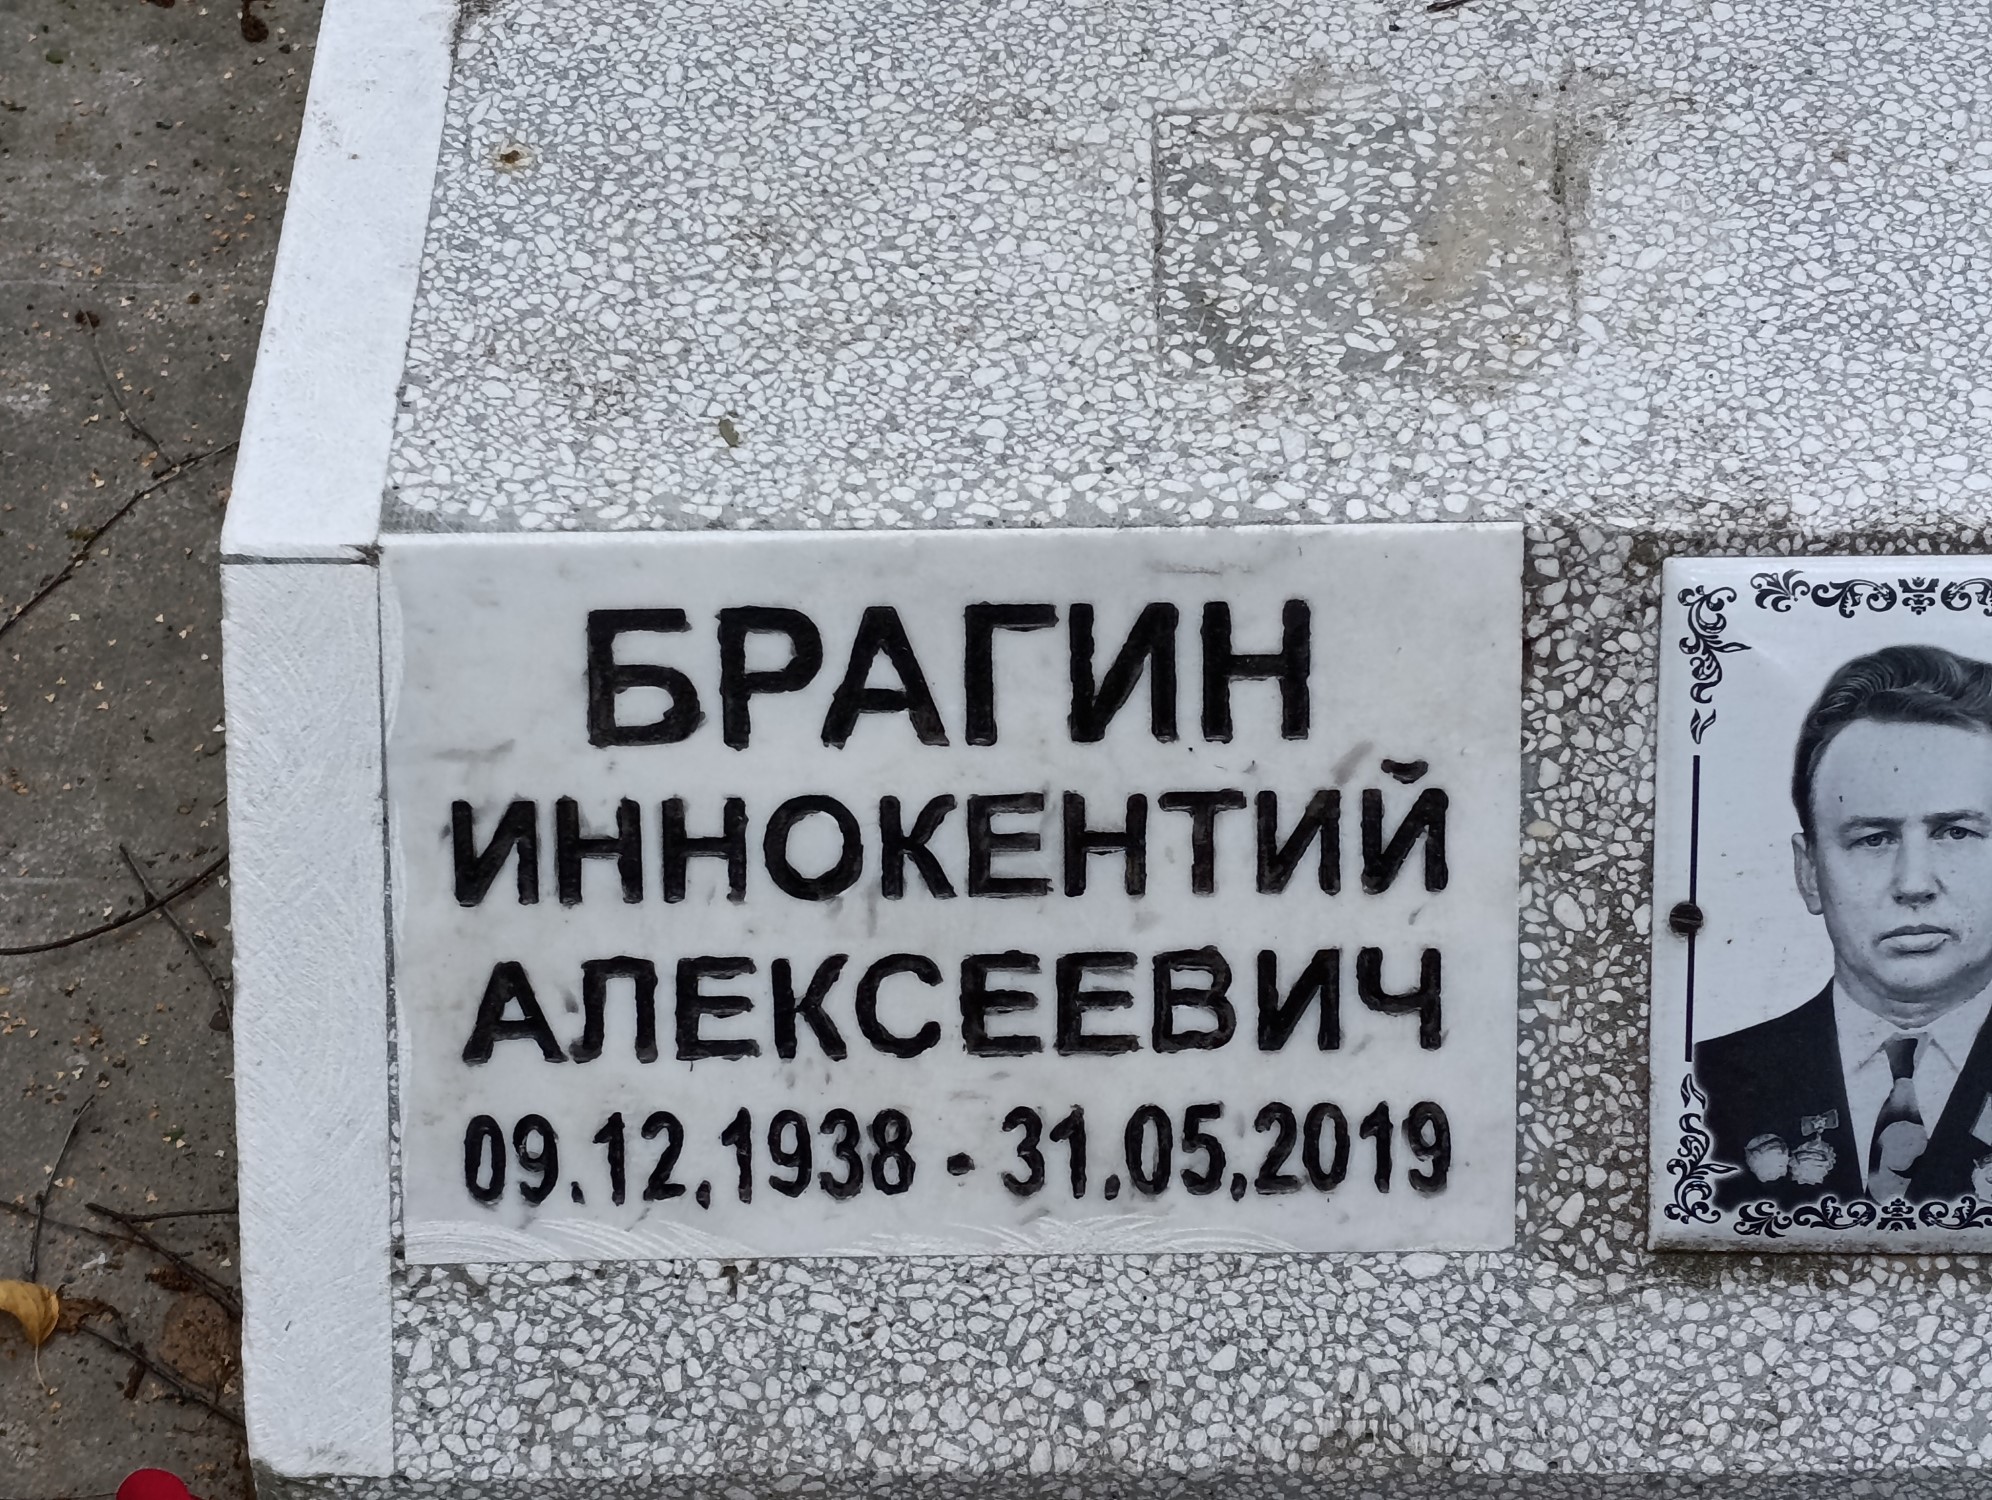 БРАГИН
ИННОКЕНТИЙ
АЛЕКСЕЕВИЧ
09.12.1938 - 31.05.2019